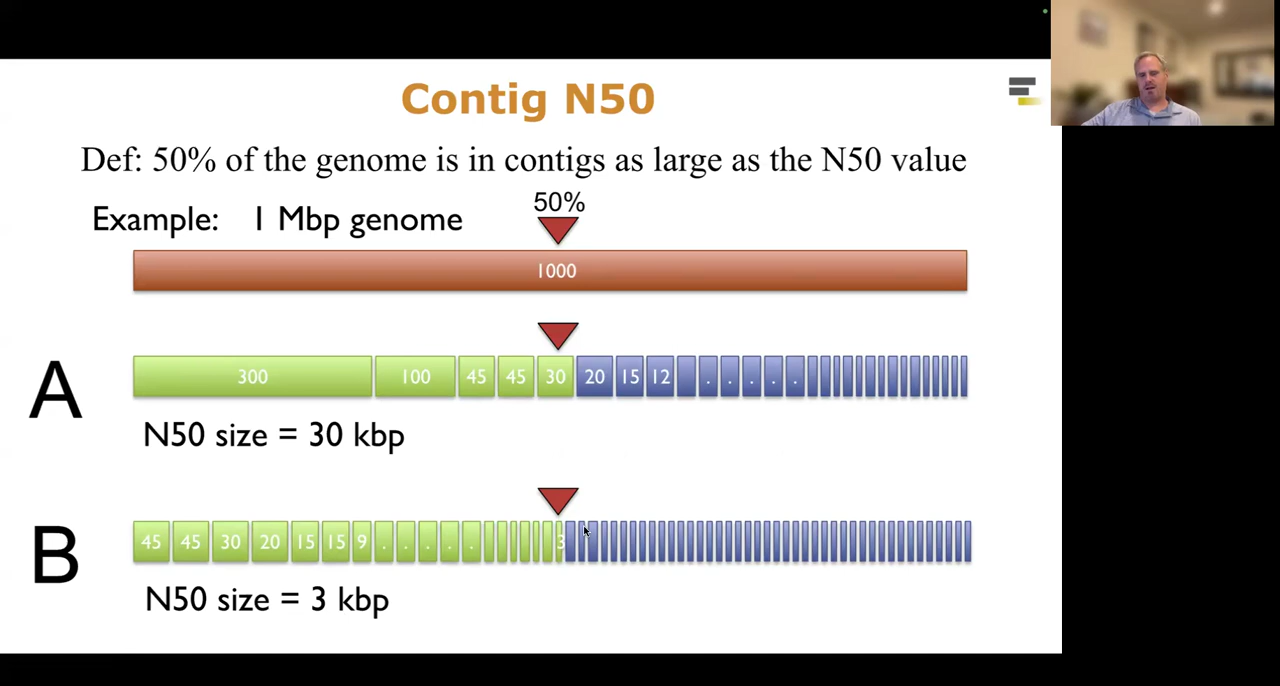 Contig N50
Def: 50% of the genome is in contigs as large as the N50 value
50%
Example: 1 Mbp genome
1000
A
300 100 45 45 30 20 15 12 . . . . .
N50 size = 30 kbp
B
45 45 30 20 15 15 9 . . . . . 3
N50 size = 3 kbp